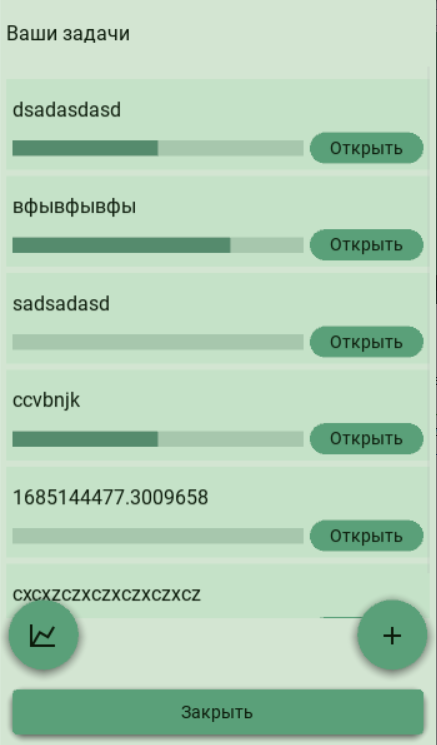 Ваши задачи
dsadasdasd
Открыть
вфывфывфы
Открыть
sadsadasd
Открыть
ccvbnjk
Открыть
1685144477.3009658
Открыть
cxcxzczxczxczxczxcz
+
Закрыть